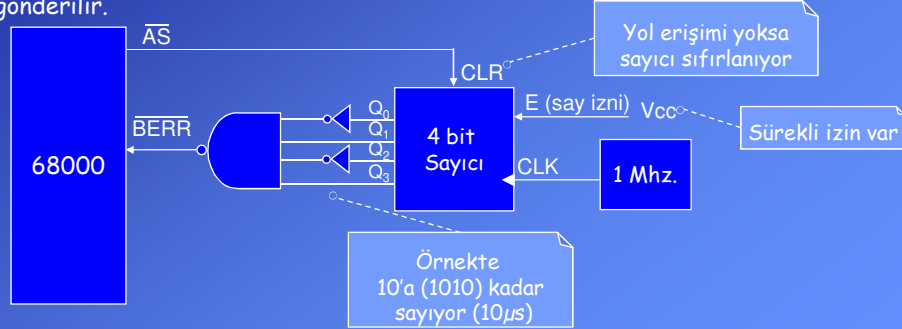 gönderilir.
AS
Yol erişimi yoksa
sayıcı sıfırlanıyor
CLR
E (say izni)
Vcc
Sürekli izin var
Q0
Q1
Q2
Q3
BERR
4 bit
Sayıcı
68000
CLK
1 Mhz.
Örnekte
10'a (1010) kadar
sayıyor (10µs)